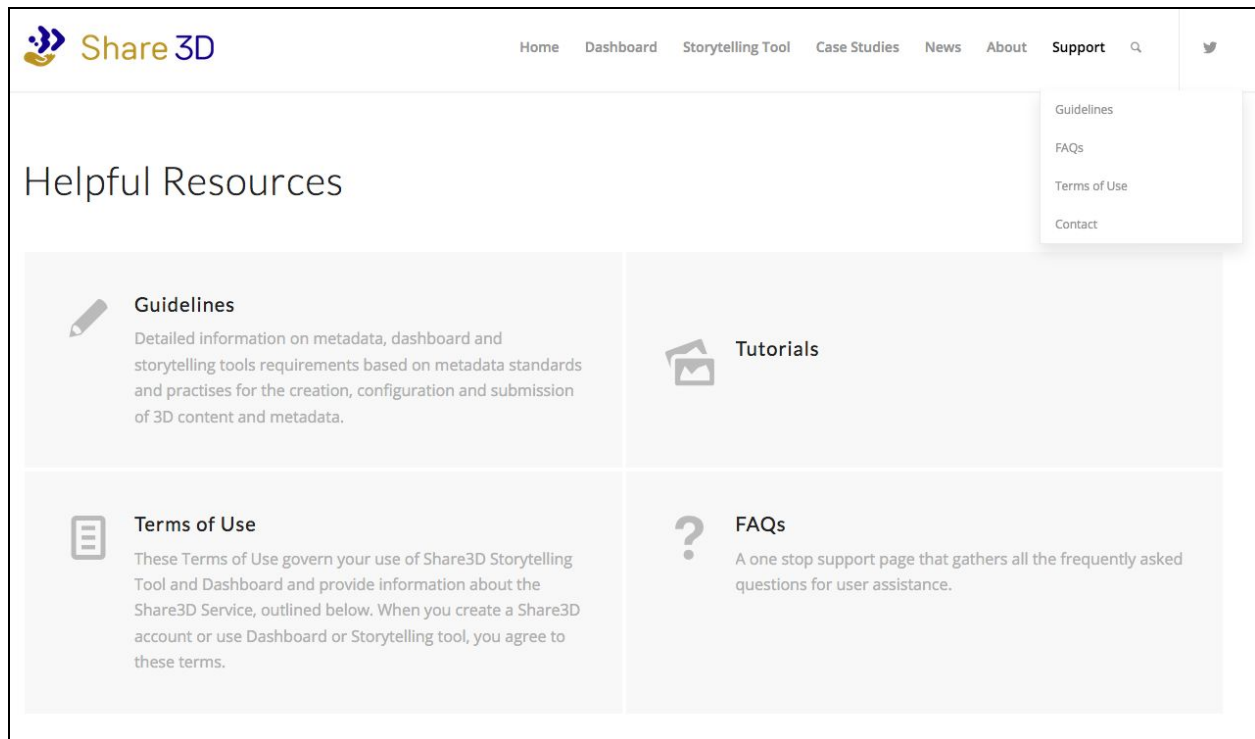 Share 3D
Home Dashboard Storytelling Tool Case Studies News About Support
Guidelines
FAQs
Terms of Use
Contact
Helpful Resources
Guidelines
Detailed information on metadata, dashboard and
storytelling tools requirements based on metadata standards
and practises for the creation, configuration and submission
of 3D content and metadata.
Tutorials
Terms of Use
These Terms of Use govern your use of Share3D Storytelling
Tool and Dashboard and provide information about the
Share3D Service, outlined below. When you create a Share3D
account or use Dashboard or Storytelling tool, you agree to
these terms.
FAQs
A one stop support page that gathers all the frequently asked
questions for user assistance.